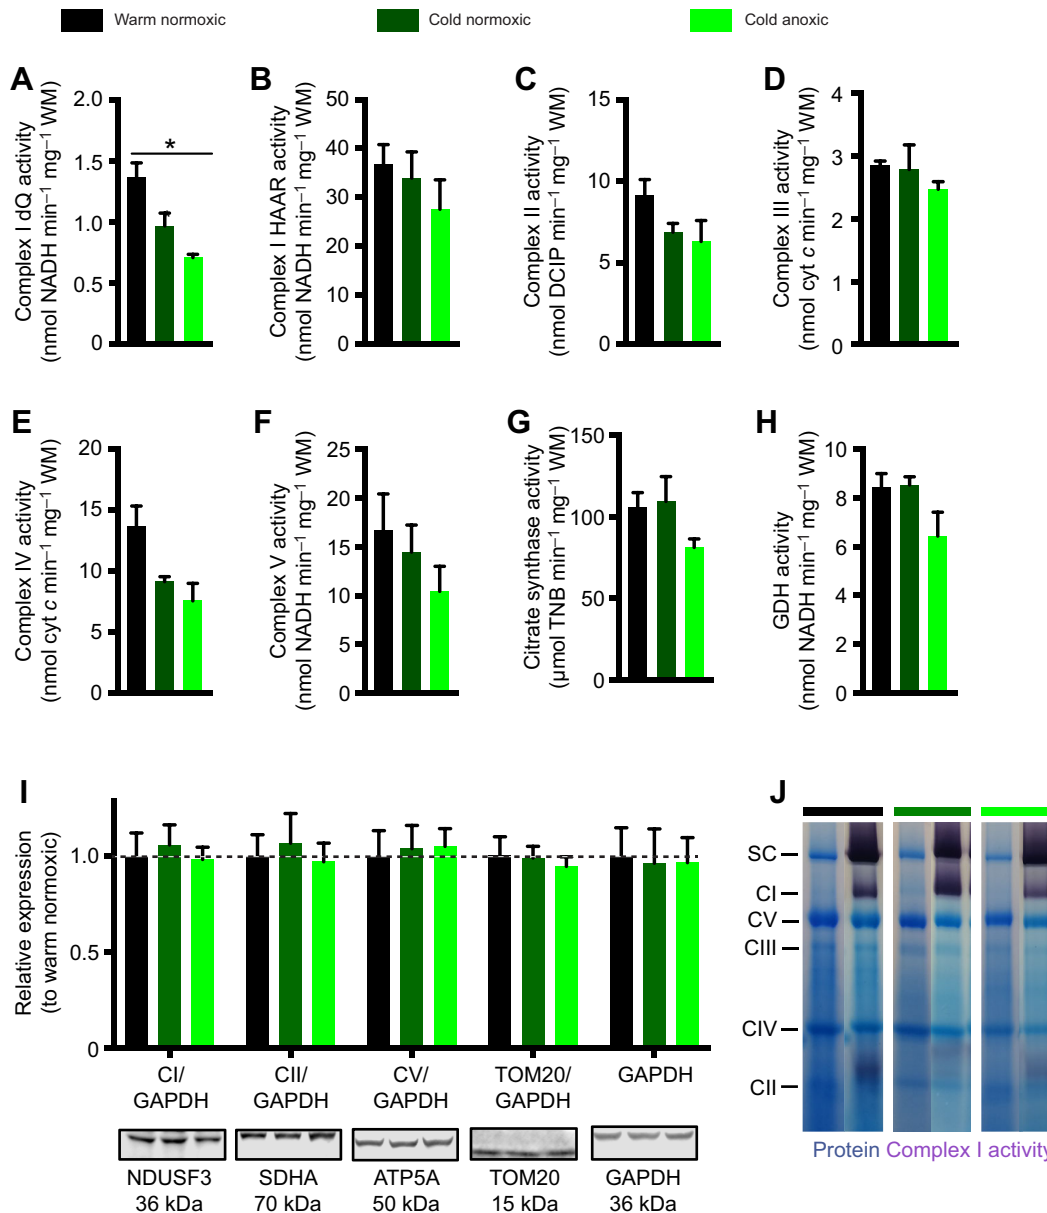 Warm normoxic
Cold normoxic
Cold anoxic
A
Complex I dQ activity
(nmol NADH min–1 mg–1 WM)
2.0
1.5
1.0
0.5
0
*
B
Complex I HAAR activity
(nmol NADH min–1 mg–1 WM)
50
40
30
20
10
0
C
Complex II activity
(nmol DCIP min–1 mg–1 WM)
15
10
5
0
D
Complex III activity
(nmol cyt c min–1 mg–1 WM)
4
3
2
1
0
E
Complex IV activity
(nmol cyt c min–1 mg–1 WM)
20
15
10
5
0
F
Complex V activity
(nmol NADH min–1 mg–1 WM)
25
20
15
10
5
0
G
Citrate synthase activity
(µmol TNB min–1 mg–1 WM)
150
100
50
0
H
GDH activity
(nmol NADH min–1 mg–1 WM)
10
8
6
4
2
0
I
Relative expression
(to warm normoxic)
1.0
0.5
0
CI/
GAPDH
CII/
GAPDH
CV/
GAPDH
TOM20/
GAPDH
GAPDH
NDUSF3
36 kDa
SDHA
70 kDa
ATP5A
50 kDa
TOM20
15 kDa
GAPDH
36 kDa
J
SC
CI
CV
CIII
CIV
CII
Protein Complex I activity